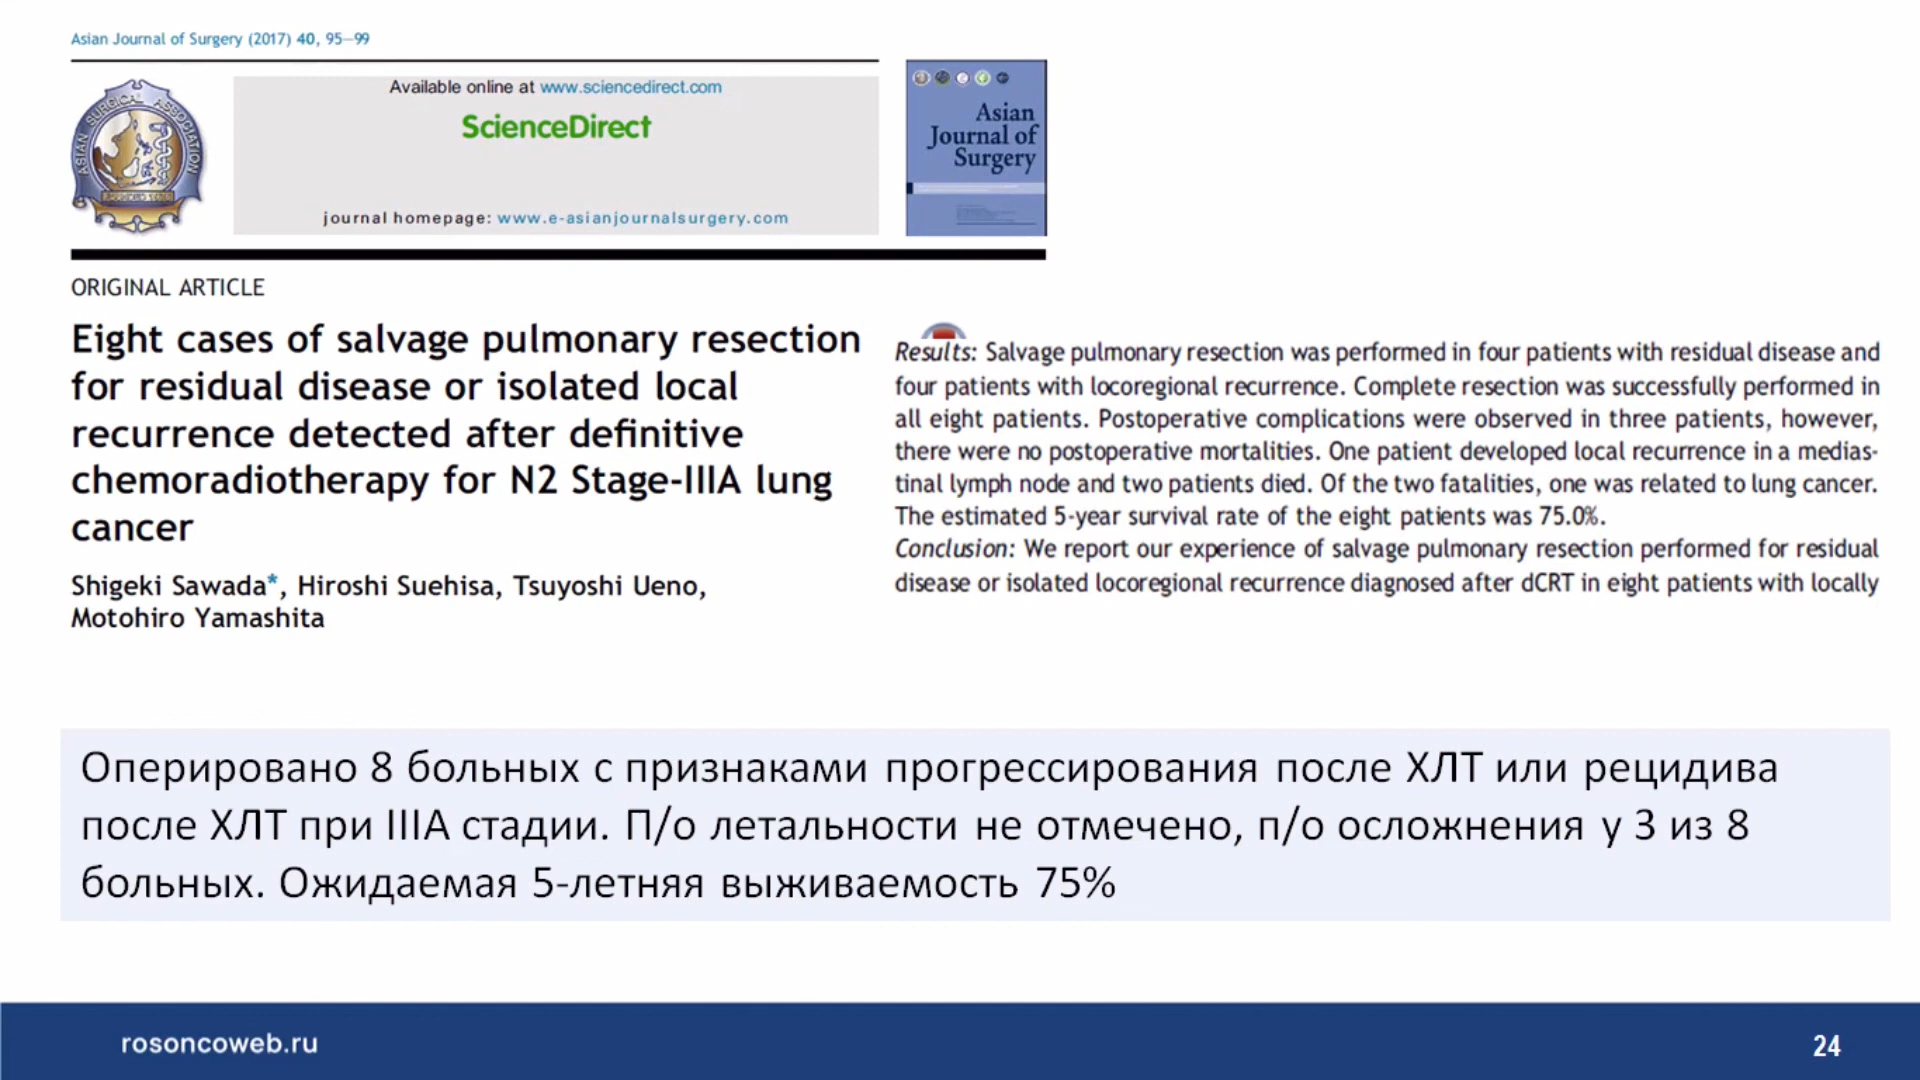 Asian Journal of Surgery (2017) 40, 95–99
ASIAN SURGICAL ASSOCIATION
Available online at www.sciencedirect.com
ScienceDirect
journal homepage: www.e-asianjournalsurgery.com
Asian
Journal of
Surgery
ORIGINAL ARTICLE
Eight cases of salvage pulmonary resection
for residual disease or isolated local
recurrence detected after definitive
chemoradiotherapy for N2 Stage-IIIA lung
cancer
Shigeki Sawada*, Hiroshi Suehisa, Tsuyoshi Ueno,
Motohiro Yamashita
Results: Salvage pulmonary resection was performed in four patients with residual disease and
four patients with locoregional recurrence. Complete resection was successfully performed in
all eight patients. Postoperative complications were observed in three patients, however,
there were no postoperative mortalities. One patient developed local recurrence in a medias-
tinal lymph node and two patients died. Of the two fatalities, one was related to lung cancer.
The estimated 5-year survival rate of the eight patients was 75.0%.
Conclusion: We report our experience of salvage pulmonary resection performed for residual
disease or isolated locoregional recurrence diagnosed after dCRT in eight patients with locally
Оперировано 8 больных с признаками прогрессирования после ХЛТ или рецидива
после ХЛТ при IIIA стадии. П/о летальности не отмечено, п/о осложнения у 3 из 8
больных. Ожидаемая 5-летняя выживаемость 75%
rosoncoweb.ru
24